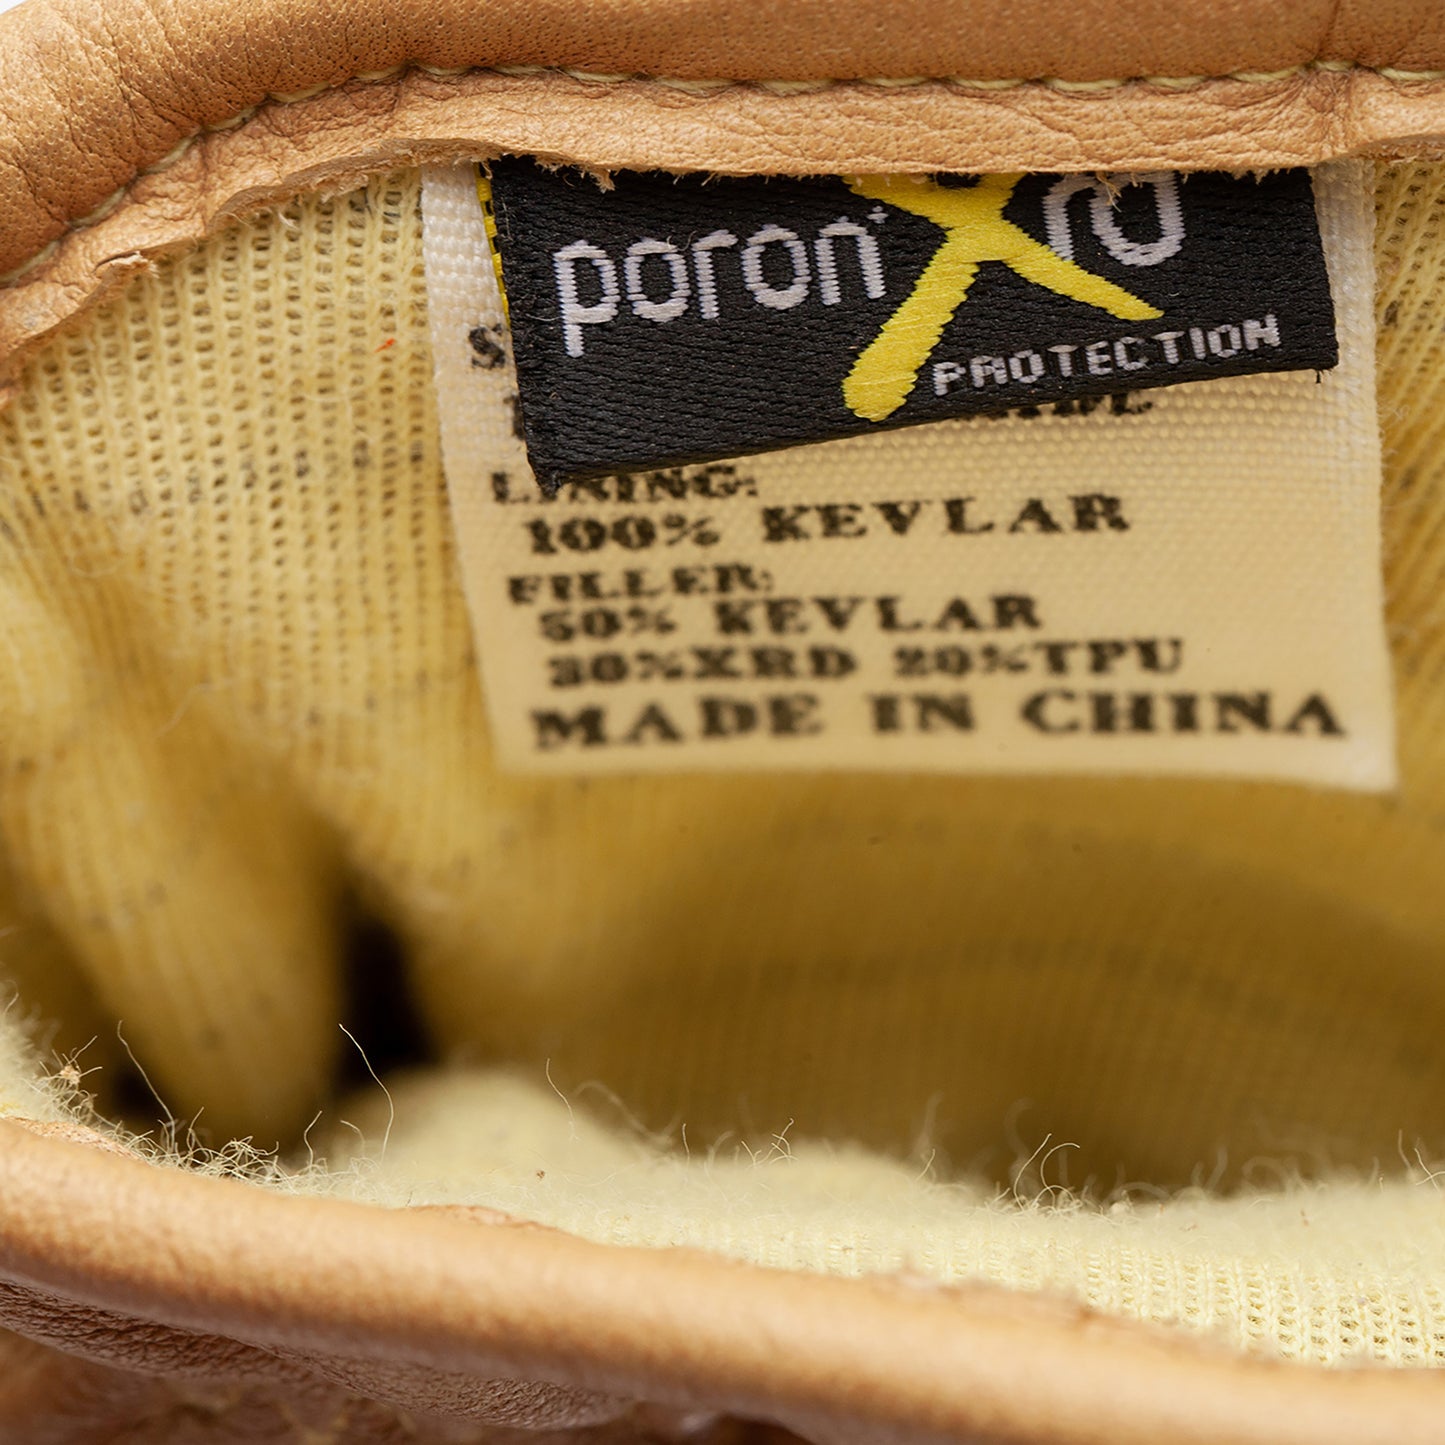 poron+ Xrd
PROTECTION
LINING:
100% KEVLAR
FILLER:
50% KEVLAR
30%XRD 20%TPU
MADE IN CHINA